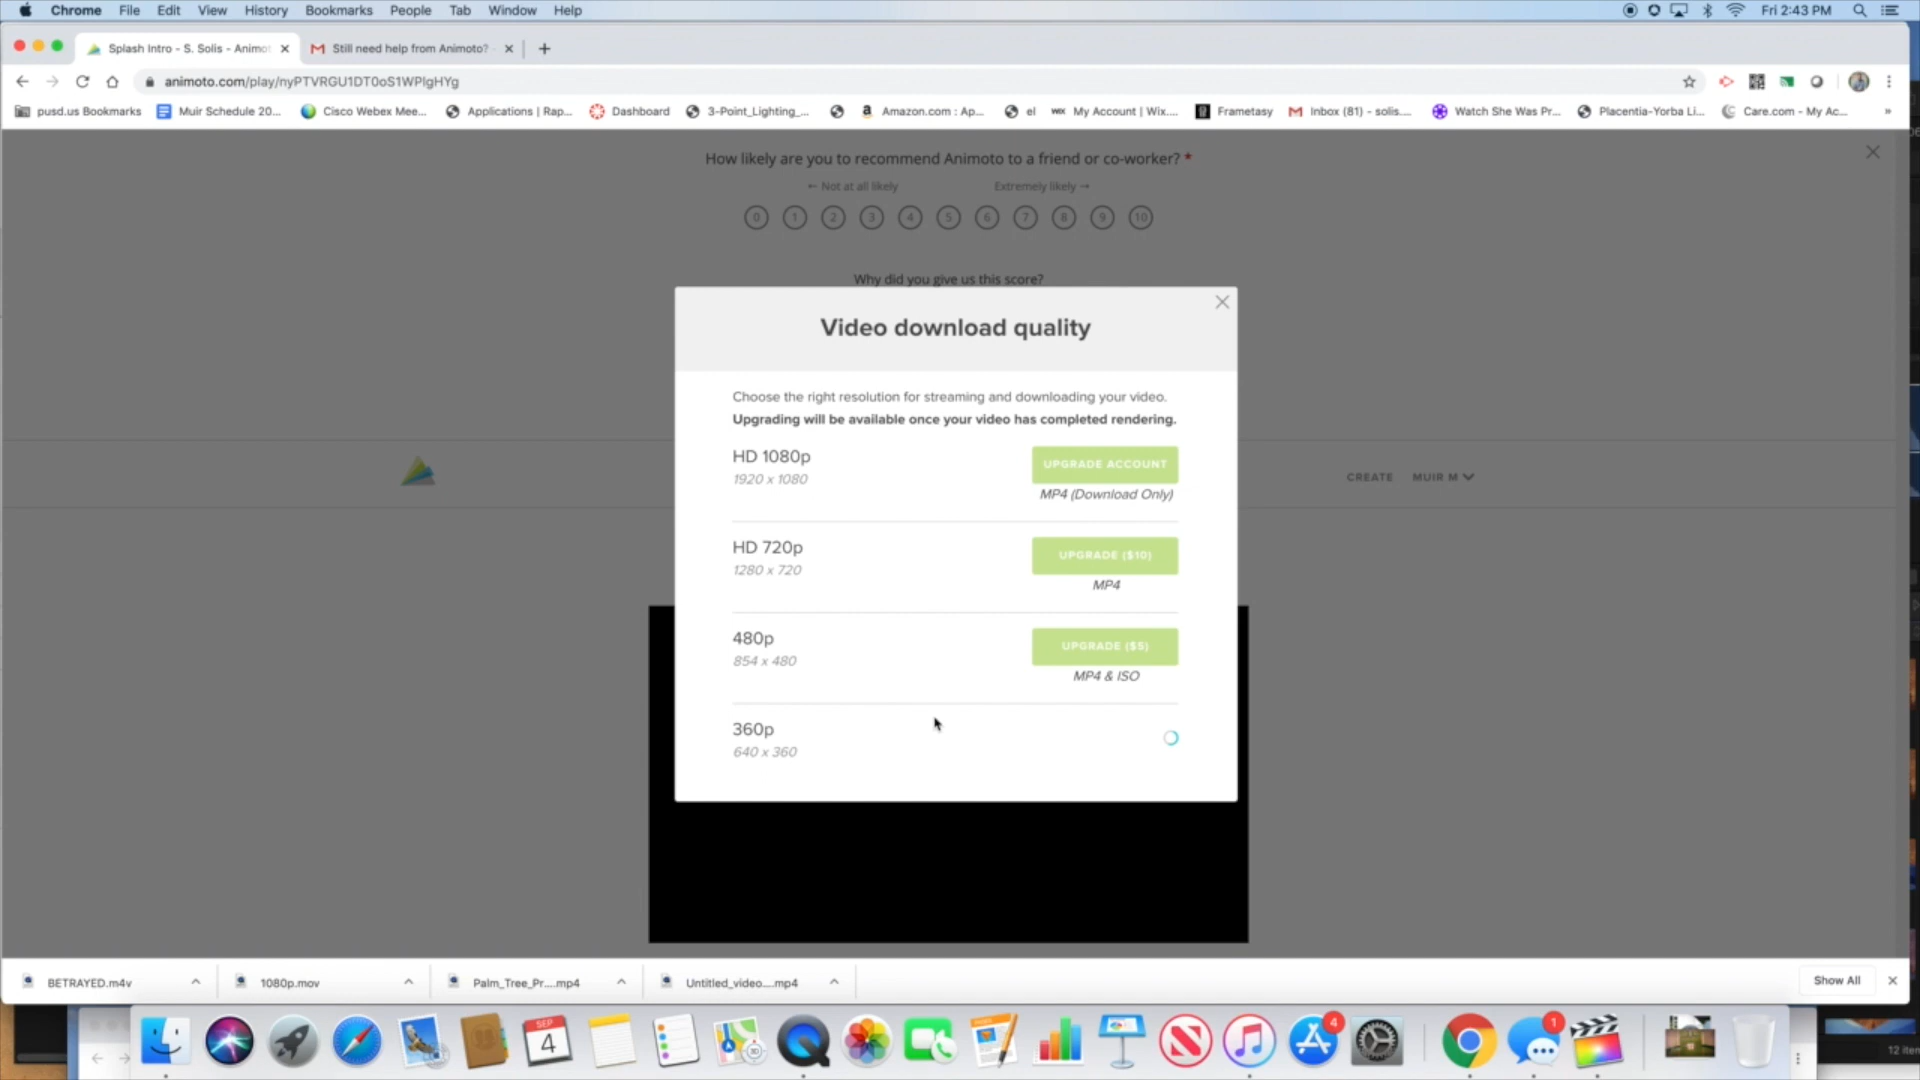 Chrome File Edit View History Bookmarks People Tab Window Help Fri 2:43 PM
Splash Intro - S. Solis - Animot Still need help from Animoto?
animoto.com/play/nyPTVRGU1DT0oS1WPlgHYg
pusd.us Bookmarks Muir Schedule 20... Cisco Webex Mee... Applications | Rap... Dashboard 3-Point_Lighting_... el My Account | Wix.... Amazon.com : Ap... Frametasy Inbox (81) - solis.... Watch She Was Pr... Placentia-Yorba Li... Care.com - My Ac...
How likely are you to recommend Animoto to a friend or co-worker? *
← Not at all likely Extremely likely →
0 1 2 3 4 5 6 7 8 9 10
Why did you give us this score?
Video download quality
Choose the right resolution for streaming and downloading your video.
Upgrading will be available once your video has completed rendering.
HD 1080p UPGRADE ACCOUNT
1920 x 1080 MP4 (Download Only)
CREATE MUIR M
HD 720p UPGRADE ($10)
1280 x 720 MP4
480p UPGRADE ($5)
854 x 480 MP4 & ISO
360p
640 x 360
BETRAYED.m4v 1080p.mov Palm_Tree_Pr....mp4 Untitled_video....mp4 Show All
SEP
4
4
1